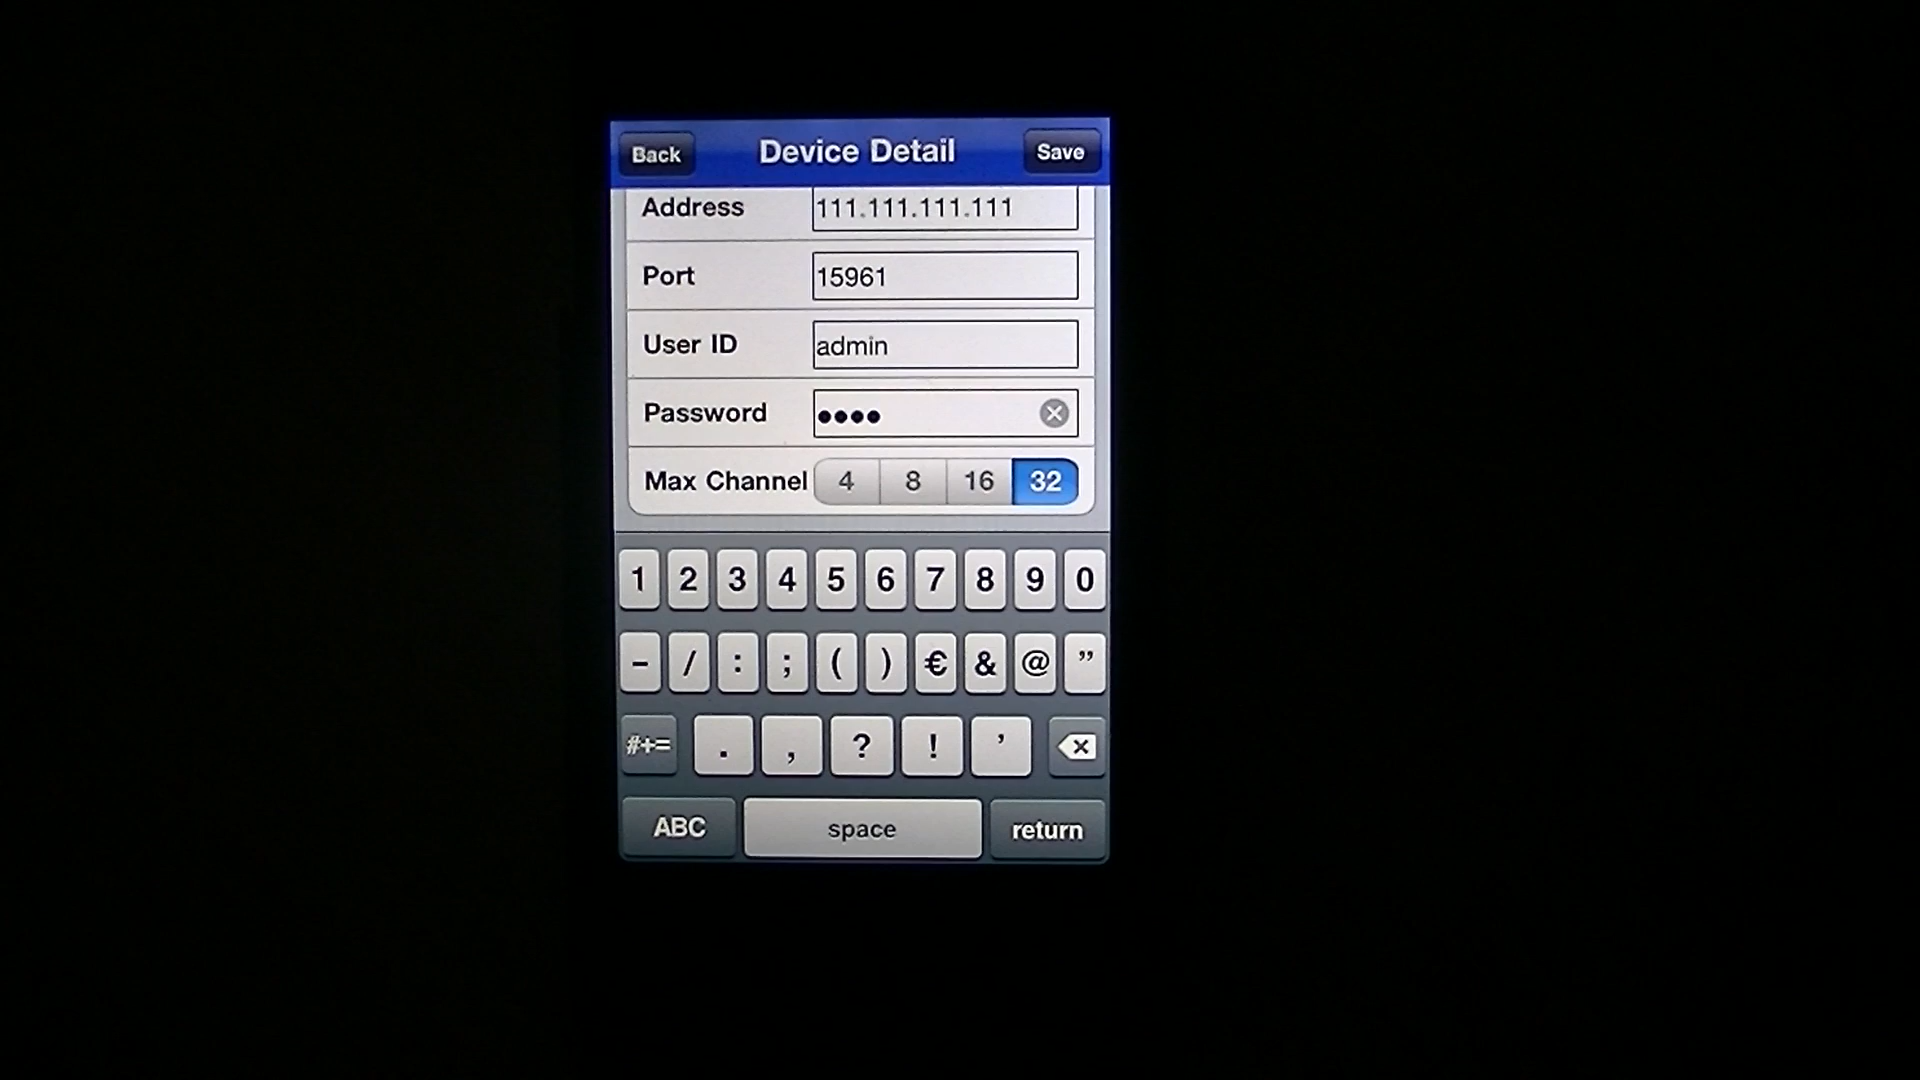 Back Device Detail Save
Address 111.111.111.111
Port 15961
User ID admin
Password ●●●●
Max Channel 4 8 16 32
1 2 3 4 5 6 7 8 9 0
- / : ; ( ) € & @ ”
#+= . , ? ! ’
ABC space return